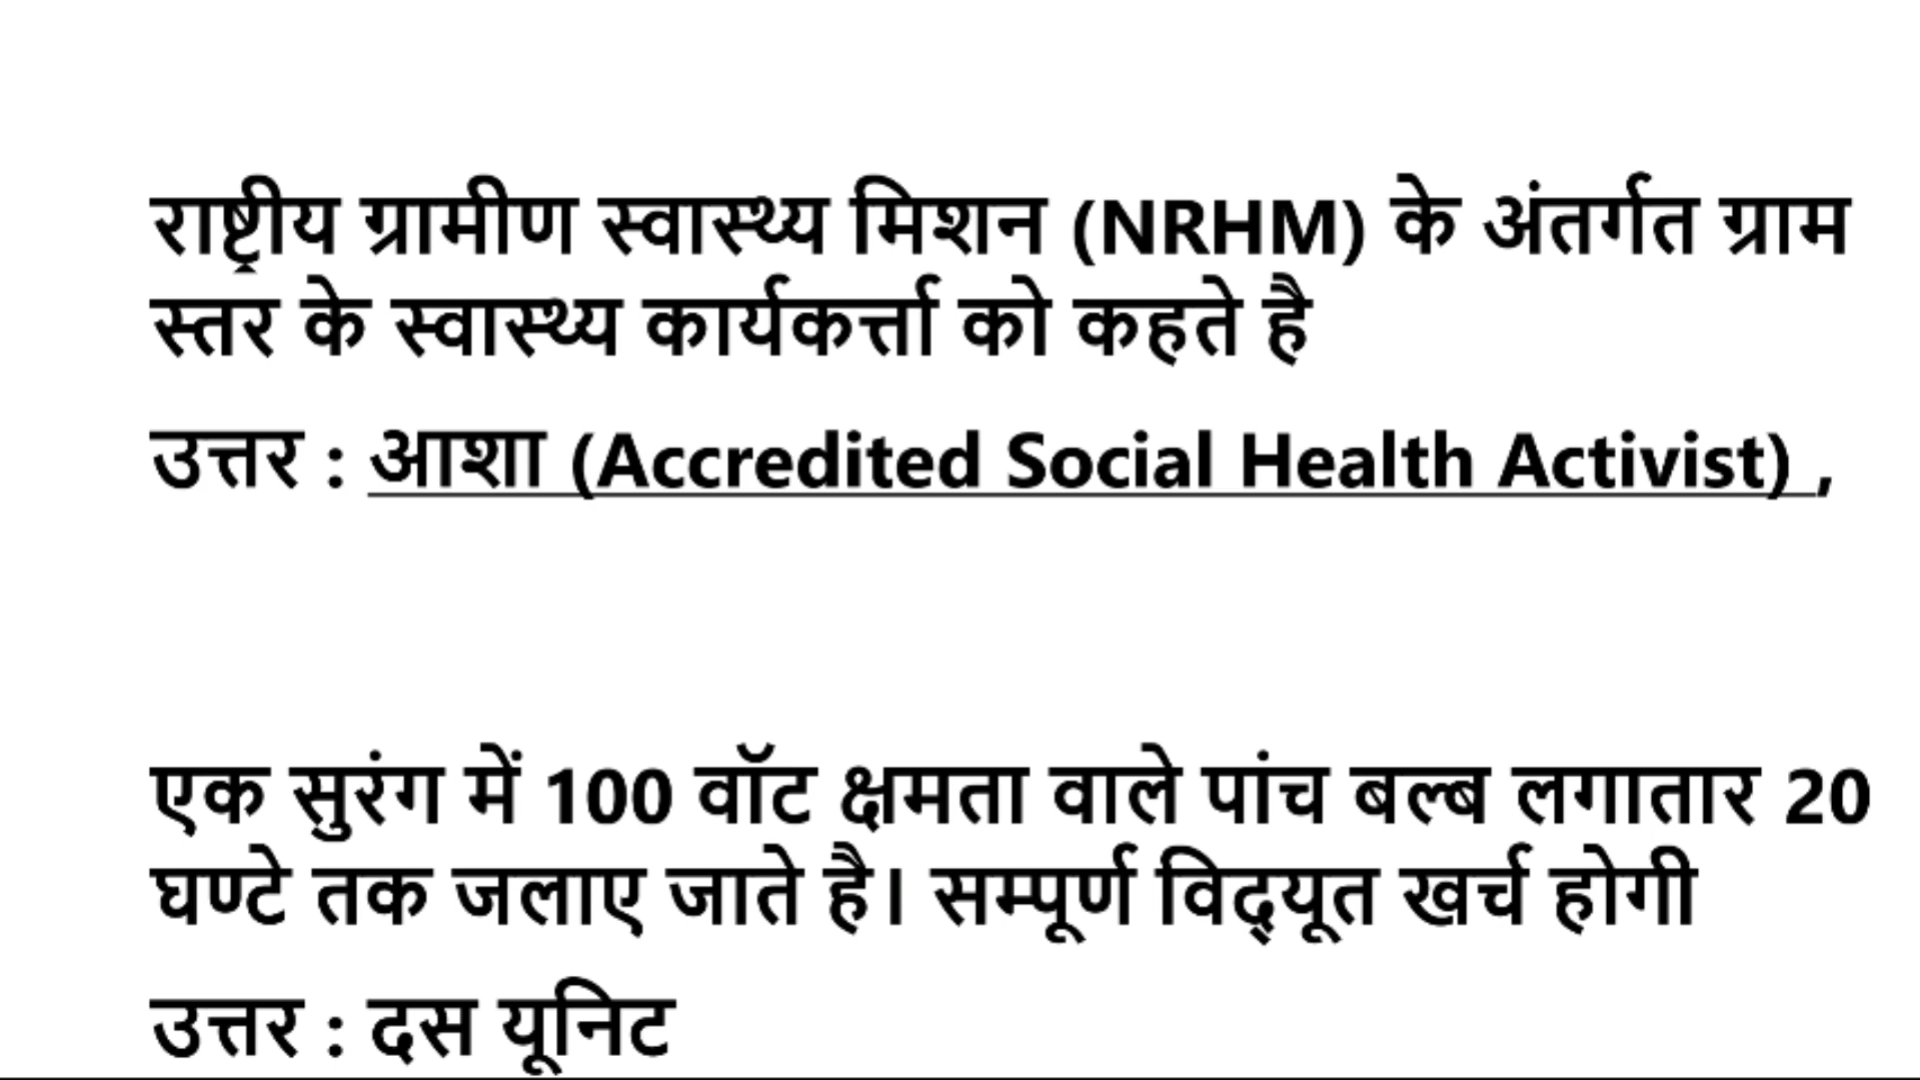 राष्ट्रीय ग्रामीण स्वास्थ्य मिशन (NRHM) के अंतर्गत ग्राम
स्तर के स्वास्थ्य कार्यकर्त्ता को कहते है
उत्तर : आशा (Accredited Social Health Activist) ,
एक सुरंग में 100 वॉट क्षमता वाले पांच बल्ब लगातार 20
घण्टे तक जलाए जाते है। सम्पूर्ण विद्‌यूत खर्च होगी
उत्तर : दस यूनिट